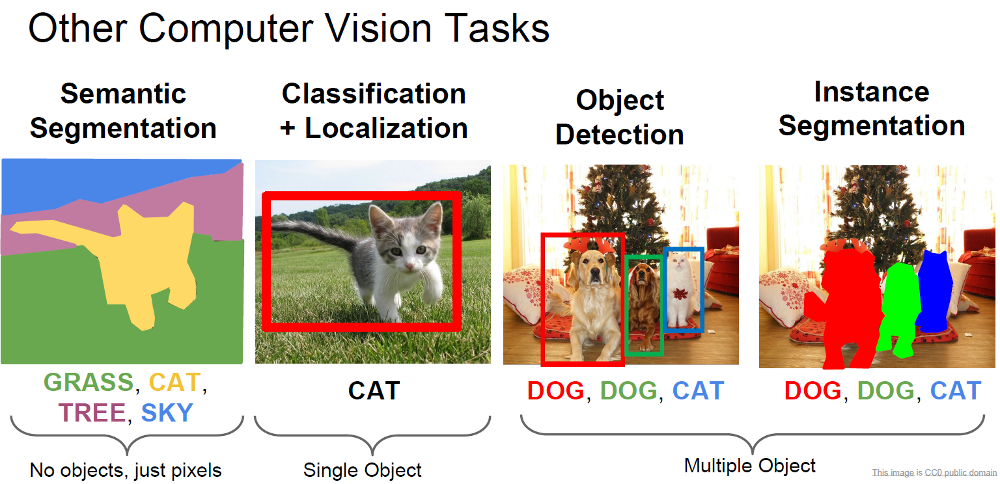 Other Computer Vision Tasks
Semantic
Segmentation
Classification
+ Localization
Object
Detection
Instance
Segmentation
GRASS, CAT,
TREE, SKY
CAT
DOG, DOG, CAT
DOG, DOG, CAT
No objects, just pixels
Single Object
Multiple Object
This image is CC0 public domain